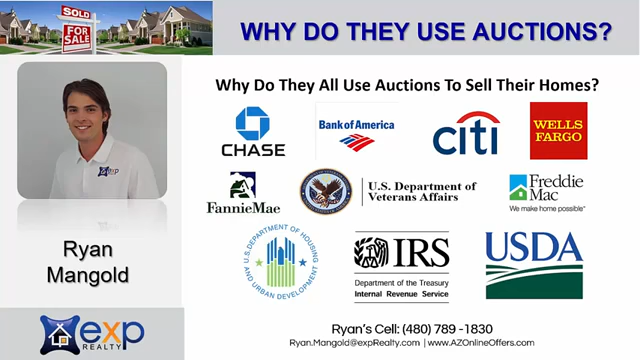 SOLD
FOR
SALE
WHY DO THEY USE AUCTIONS?
Why Do They All Use Auctions To Sell Their Homes?
CHASE
Bank of America
citi
WELLS
FARGO
FannieMae
U.S. Department of
Veterans Affairs
Freddie
Mac
We make home possible®
U.S. DEPARTMENT OF HOUSING
AND URBAN DEVELOPMENT
IRS
Department of the Treasury
Internal Revenue Service
USDA
exp
Ryan
Mangold
exp
REALTY
Ryan's Cell: (480) 789 -1830
Ryan.Mangold@expRealty.com | www.AZOnlineOffers.com